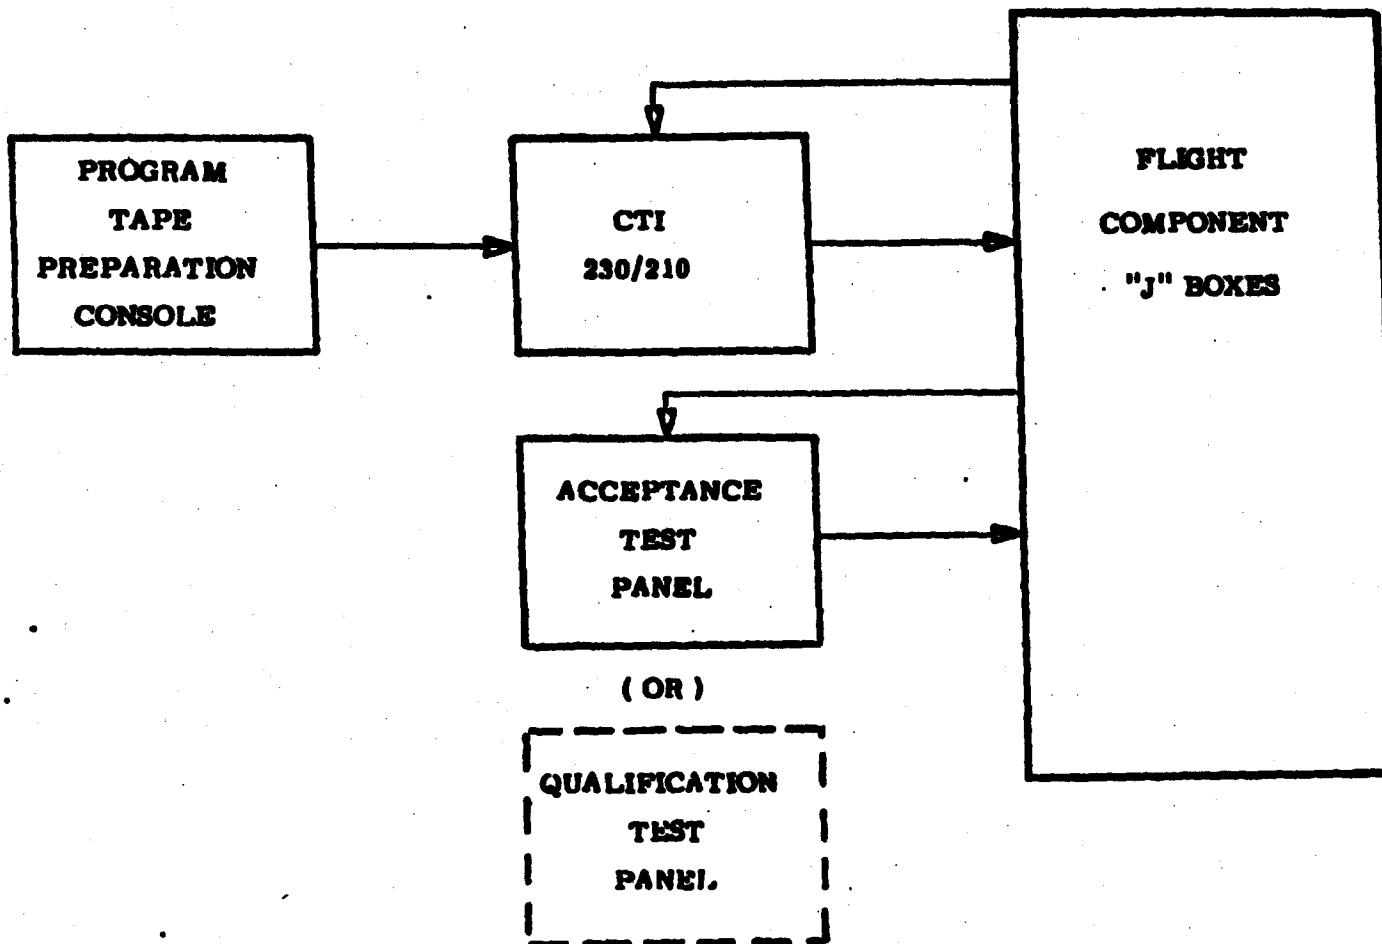 PROGRAM
TAPE
PREPARATION
CONSOLE
CTI
230/210
FLIGHT
COMPONENT
"J" BOXES
ACCEPTANCE
TEST
PANEL
( OR )
QUALIFICATION
TEST
PANEL